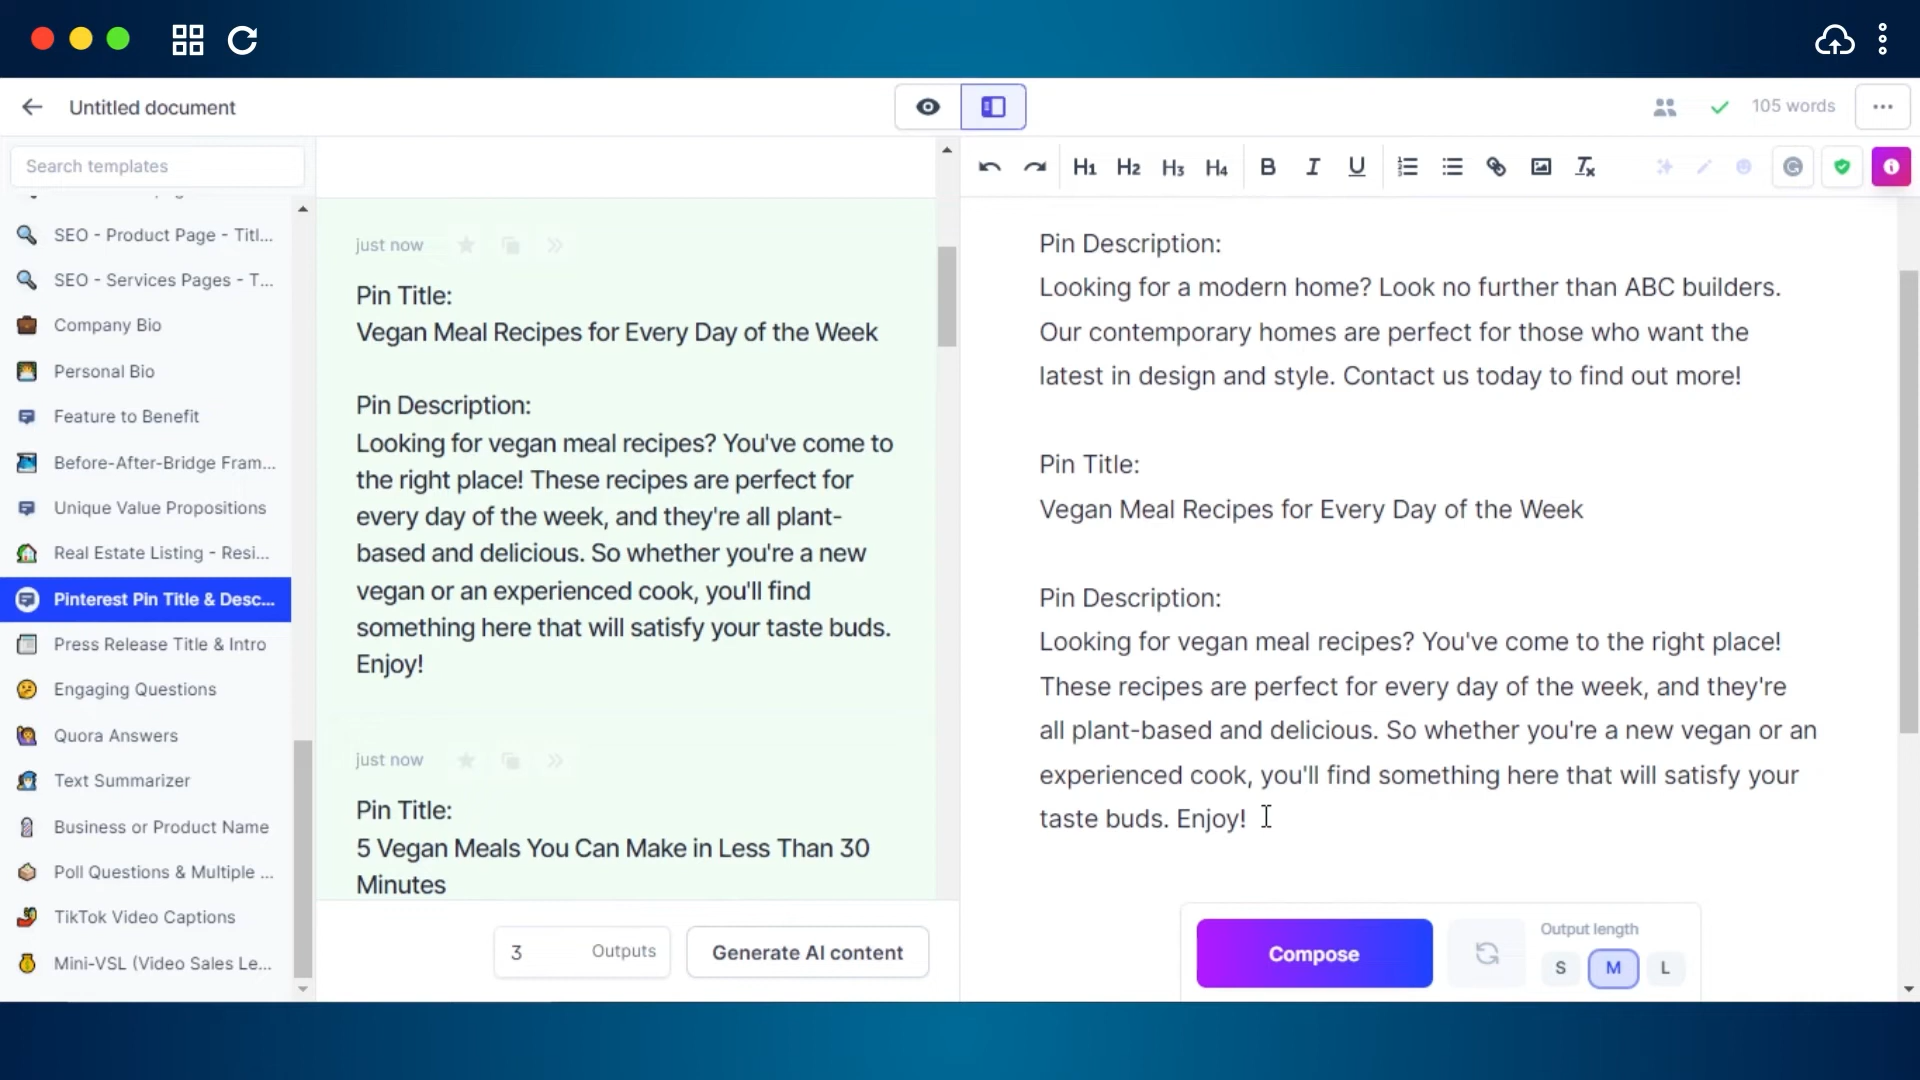 Untitled document
105 words
Search templates
SEO - Product Page - Titl...
SEO - Services Pages - T...
Company Bio
Personal Bio
Feature to Benefit
Before-After-Bridge Fram...
Unique Value Propositions
Real Estate Listing - Resi...
Pinterest Pin Title & Desc...
Press Release Title & Intro
Engaging Questions
Quora Answers
Text Summarizer
Business or Product Name
Poll Questions & Multiple ...
TikTok Video Captions
Mini-VSL (Video Sales Le...
just now
Pin Title:
Vegan Meal Recipes for Every Day of the Week
Pin Description:
Looking for vegan meal recipes? You've come to
the right place! These recipes are perfect for
every day of the week, and they're all plant-
based and delicious. So whether you're a new
vegan or an experienced cook, you'll find
something here that will satisfy your taste buds.
Enjoy!
just now
Pin Title:
5 Vegan Meals You Can Make in Less Than 30
Minutes
3 Outputs
Generate AI content
H1 H2 H3 H4 B I U
Pin Description:
Looking for a modern home? Look no further than ABC builders.
Our contemporary homes are perfect for those who want the
latest in design and style. Contact us today to find out more!
Pin Title:
Vegan Meal Recipes for Every Day of the Week
Pin Description:
Looking for vegan meal recipes? You've come to the right place!
These recipes are perfect for every day of the week, and they're
all plant-based and delicious. So whether you're a new vegan or an
experienced cook, you'll find something here that will satisfy your
taste buds. Enjoy!
Compose
Output length
S M L